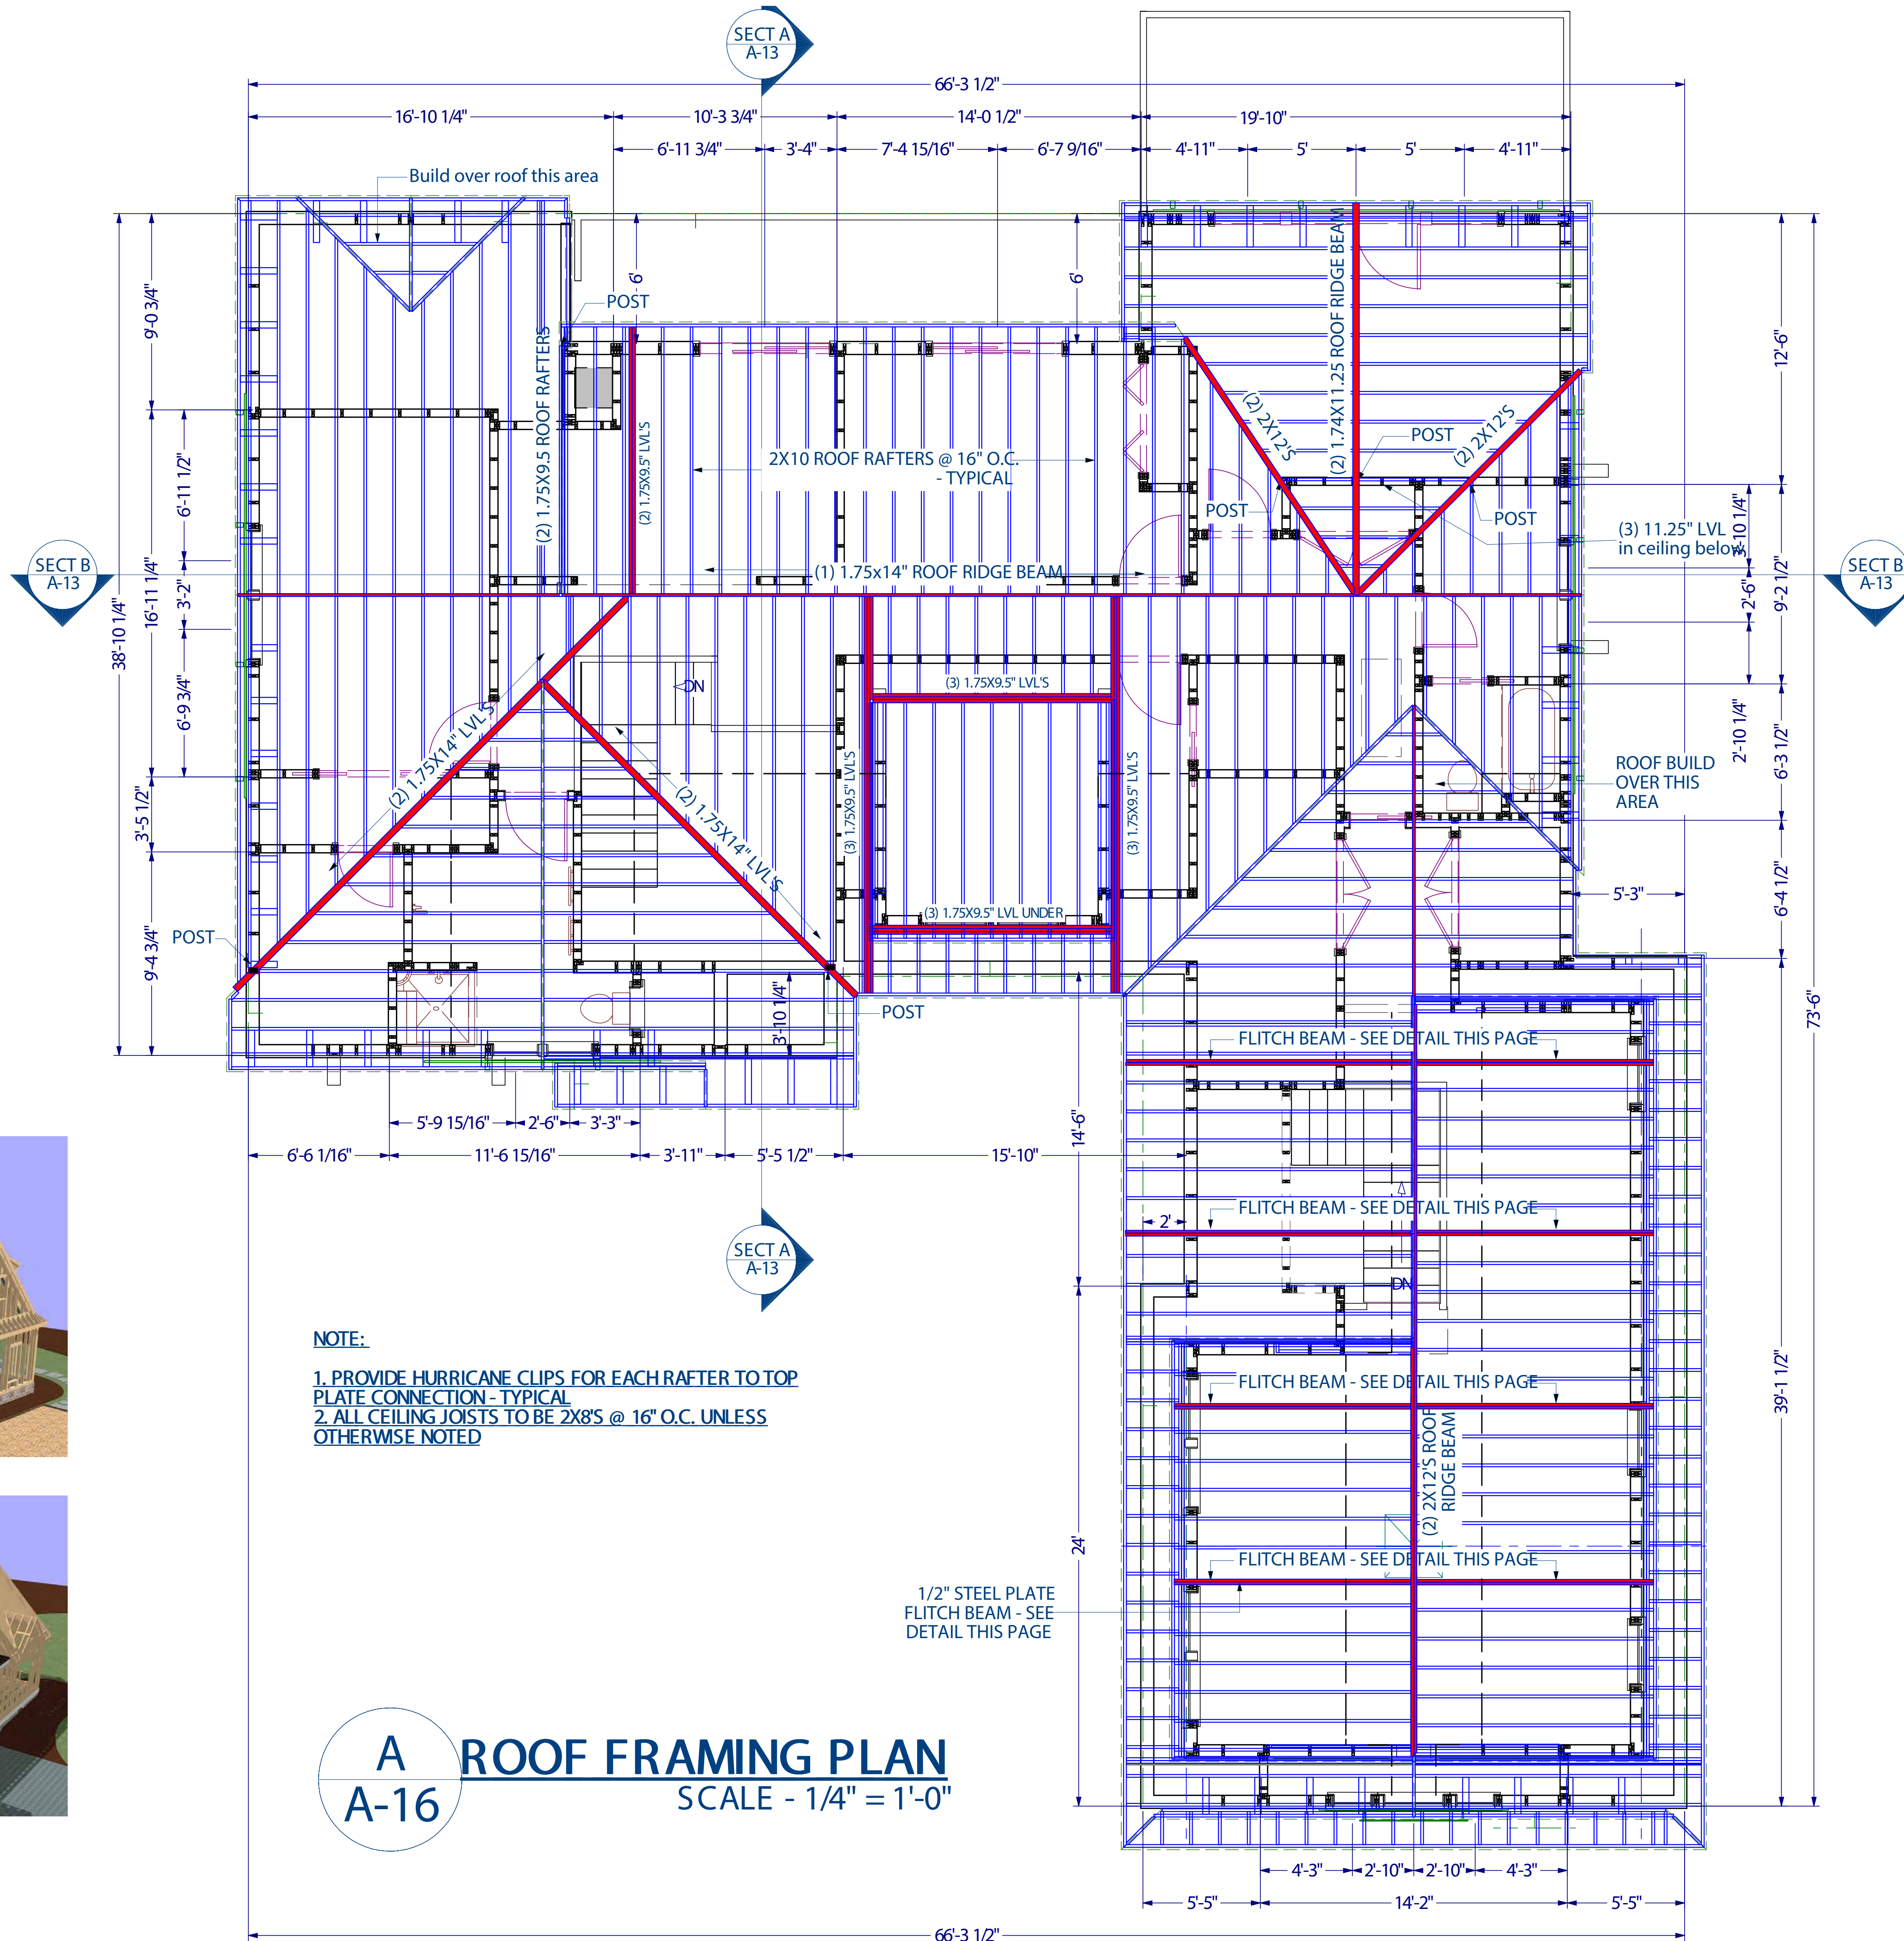 SECT A
A-13
66'-3 1/2"
16'-10 1/4"
10'-3 3/4"
14'-0 1/2"
19'-10"
6'-11 3/4"
3'-4"
7'-4 15/16"
6'-7 9/16"
4'-11"
5'
5'
4'-11"
Build over roof this area
6'
6'
POST
9'-0 3/4"
12'-6"
(2) 1.75X9.5 ROOF RAFTERS
(2) 1.75X9.5" LVL'S
2X10 ROOF RAFTERS @ 16" O.C.
- TYPICAL
(2) 2X12'S
(2) 1.74X11.25 ROOF RIDGE BEAM
POST
(2) 2X12'S
POST
POST
(3) 11.25" LVL
in ceiling below
3'-10 1/4"
6'-11 1/2"
SECT B
A-13
SECT B
A-13
(1) 1.75x14" ROOF RIDGE BEAM
38'-10 1/4"
16'-11 1/4"
3'-2"
2'-6"
9'-2 1/2"
6'-9 3/4"
DN
(3) 1.75X9.5" LVL'S
2'-10 1/4"
6'-3 1/2"
(2) 1.75X14" LVL'S
(2) 1.75X14" LVL'S
(3) 1.75X9.5" LVL'S
(3) 1.75X9.5" LVL'S
ROOF BUILD
OVER THIS
AREA
3'-5 1/2"
5'-3"
6'-4 1/2"
(3) 1.75X9.5" LVL UNDER
POST
9'-4 3/4"
POST
3'-10 1/4"
73'-6"
FLITCH BEAM - SEE DETAIL THIS PAGE
5'-9 15/16"
2'-6"
3'-3"
14'-6"
6'-6 1/16"
11'-6 15/16"
3'-11"
5'-5 1/2"
15'-10"
FLITCH BEAM - SEE DETAIL THIS PAGE
2'
SECT A
A-13
DN
NOTE:
1. PROVIDE HURRICANE CLIPS FOR EACH RAFTER TO TOP
PLATE CONNECTION - TYPICAL
2. ALL CEILING JOISTS TO BE 2X8'S @ 16" O.C. UNLESS
OTHERWISE NOTED
FLITCH BEAM - SEE DETAIL THIS PAGE
39'-1 1/2"
(2) 2X12'S ROOF
RIDGE BEAM
24'
FLITCH BEAM - SEE DETAIL THIS PAGE
1/2" STEEL PLATE
FLITCH BEAM - SEE
DETAIL THIS PAGE
A
A-16
ROOF FRAMING PLAN
SCALE - 1/4" = 1'-0"
4'-3"
2'-10"
2'-10"
4'-3"
5'-5"
14'-2"
5'-5"
66'-3 1/2"